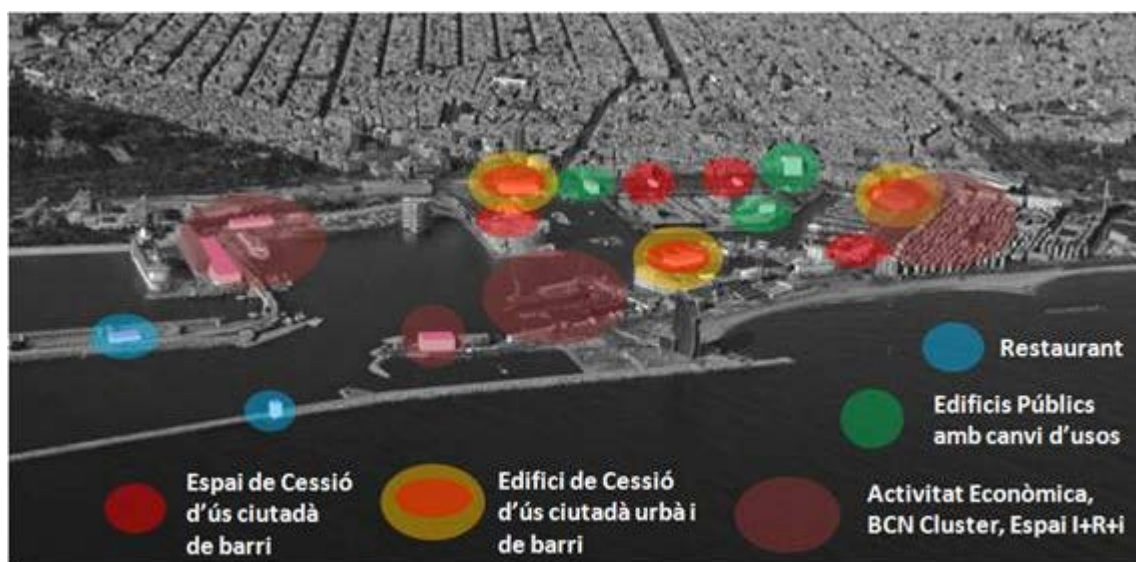 Restaurant
Edificis Públics
amb canvi d'usos
Espai de Cessió
d'ús ciutadà
de barri
Edifici de Cessió
d'ús ciutadà urbà i
de barri
Activitat Econòmica,
BCN Cluster, Espai I+R+i